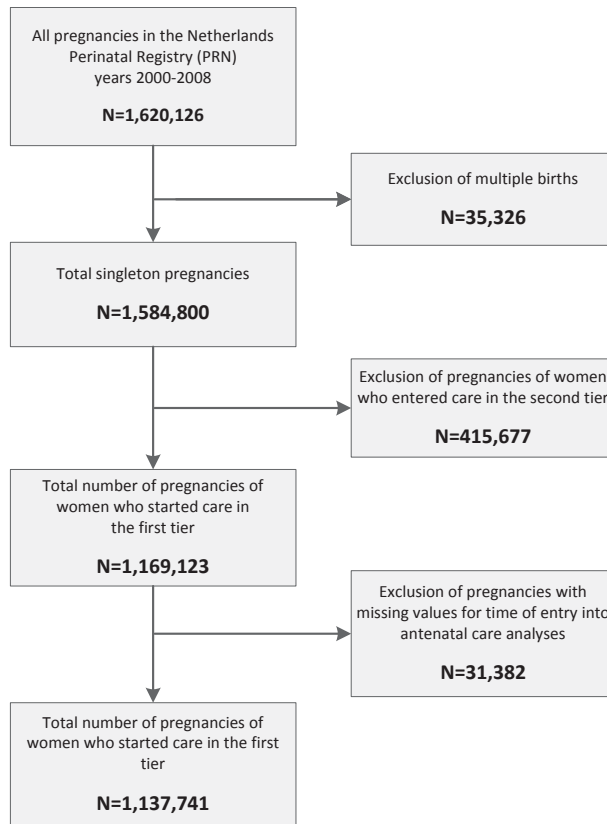 All pregnancies in the Netherlands
Perinatal Registry (PRN)
years 2000-2008
N=1,620,126
Exclusion of multiple births
N=35,326
Total singleton pregnancies
N=1,584,800
Exclusion of pregnancies of women
who entered care in the second tier
N=415,677
Total number of pregnancies of
women who started care in
the first tier
N=1,169,123
Exclusion of pregnancies with
missing values for time of entry into
antenatal care analyses
N=31,382
Total number of pregnancies of
women who started care in the first
tier
N=1,137,741